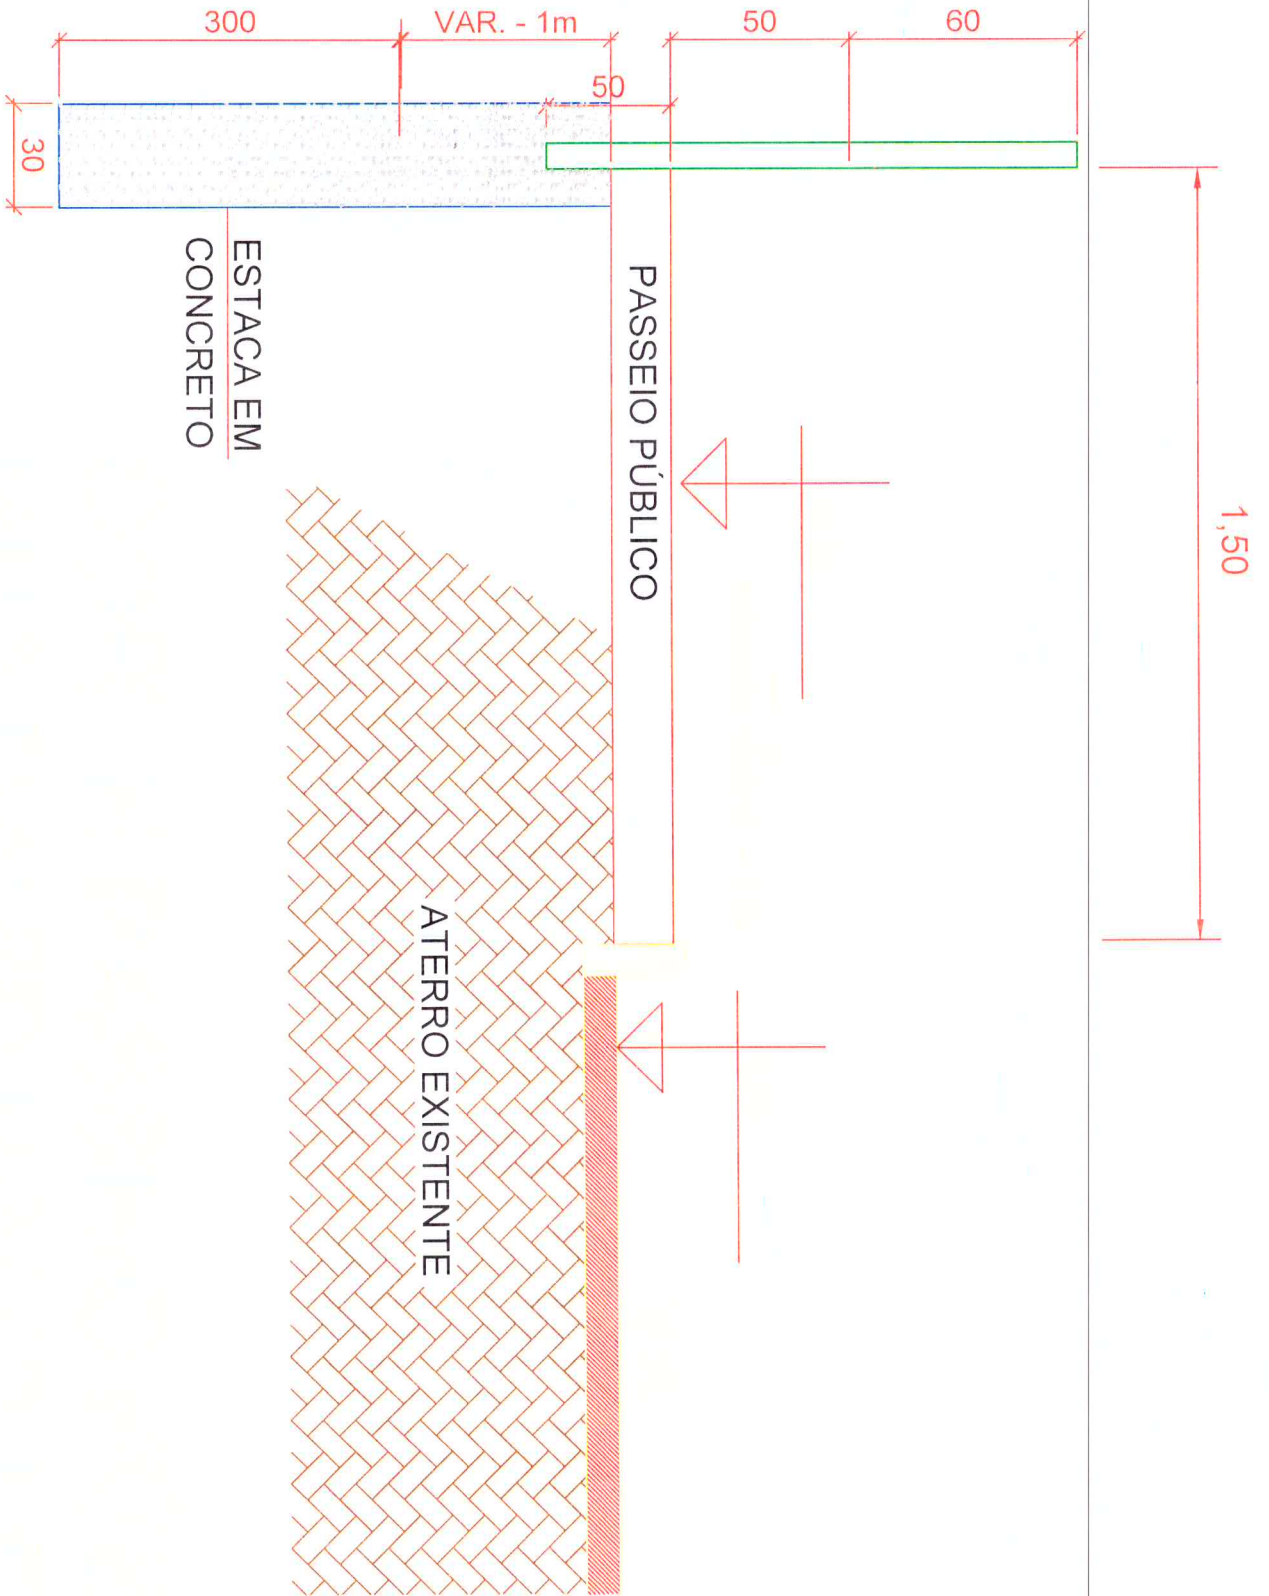 300
VAR. - 1m
50
60
50
30
1,50
PASSEIO PÚBLICO
ESTACA EM
CONCRETO
ATERRO EXISTENTE